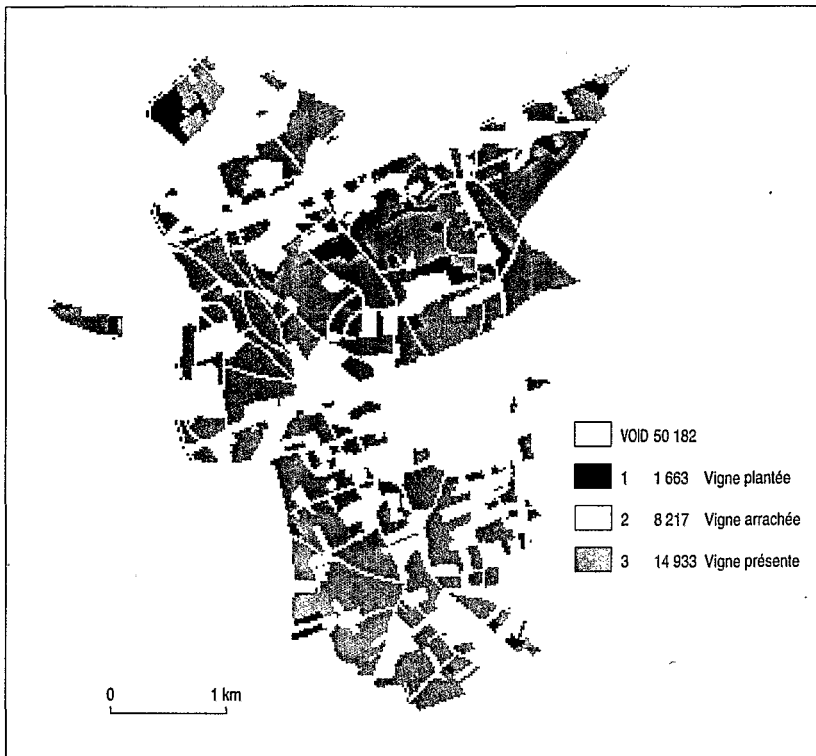 VOID 50 182
1 1 663 Vigne plantée
2 8 217 Vigne arrachée
3 14 933 Vigne présente
0 1 km